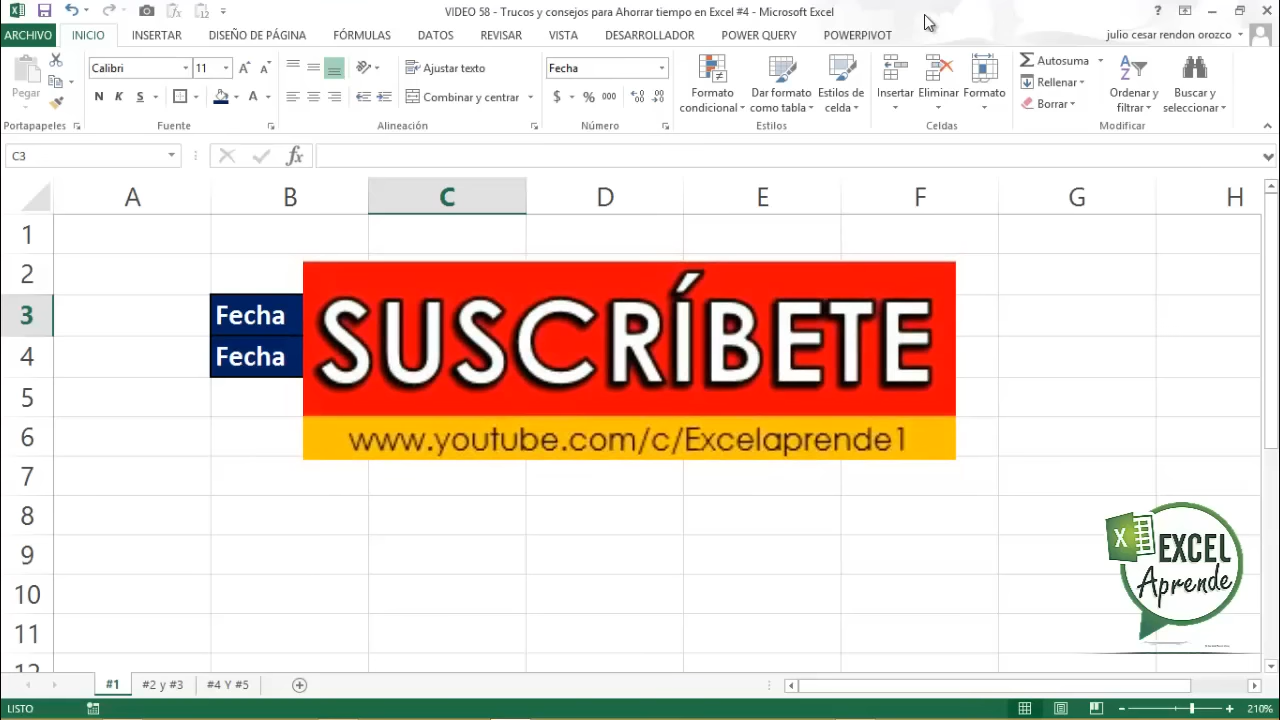 VIDEO 58 - Trucos y consejos para Ahorrar tiempo en Excel #4 - Microsoft Excel
ARCHIVO INICIO INSERTAR DISEÑO DE PÁGINA FÓRMULAS DATOS REVISAR VISTA DESARROLLADOR POWER QUERY POWERPIVOT julio cesar rendon orozco
Pegar
Calibri 11
N K S
Ajustar texto
Combinar y centrar
Fecha
$ % 000
Formato condicional
Dar formato como tabla
Estilos de celda
Insertar Eliminar Formato
Autosuma
Rellenar
Borrar
Ordenar y filtrar
Buscar y seleccionar
Portapapeles Fuente Alineación Número Estilos Celdas Modificar
C3 fx
A B C D E F G H
1
2
3 Fecha
4 Fecha
5
6
7
8
9
10
11
12
SUSCRÍBETE
www.youtube.com/c/Excelaprende1
EXCEL
Aprende
#1 #2 y #3 #4 Y #5
LISTO 210%